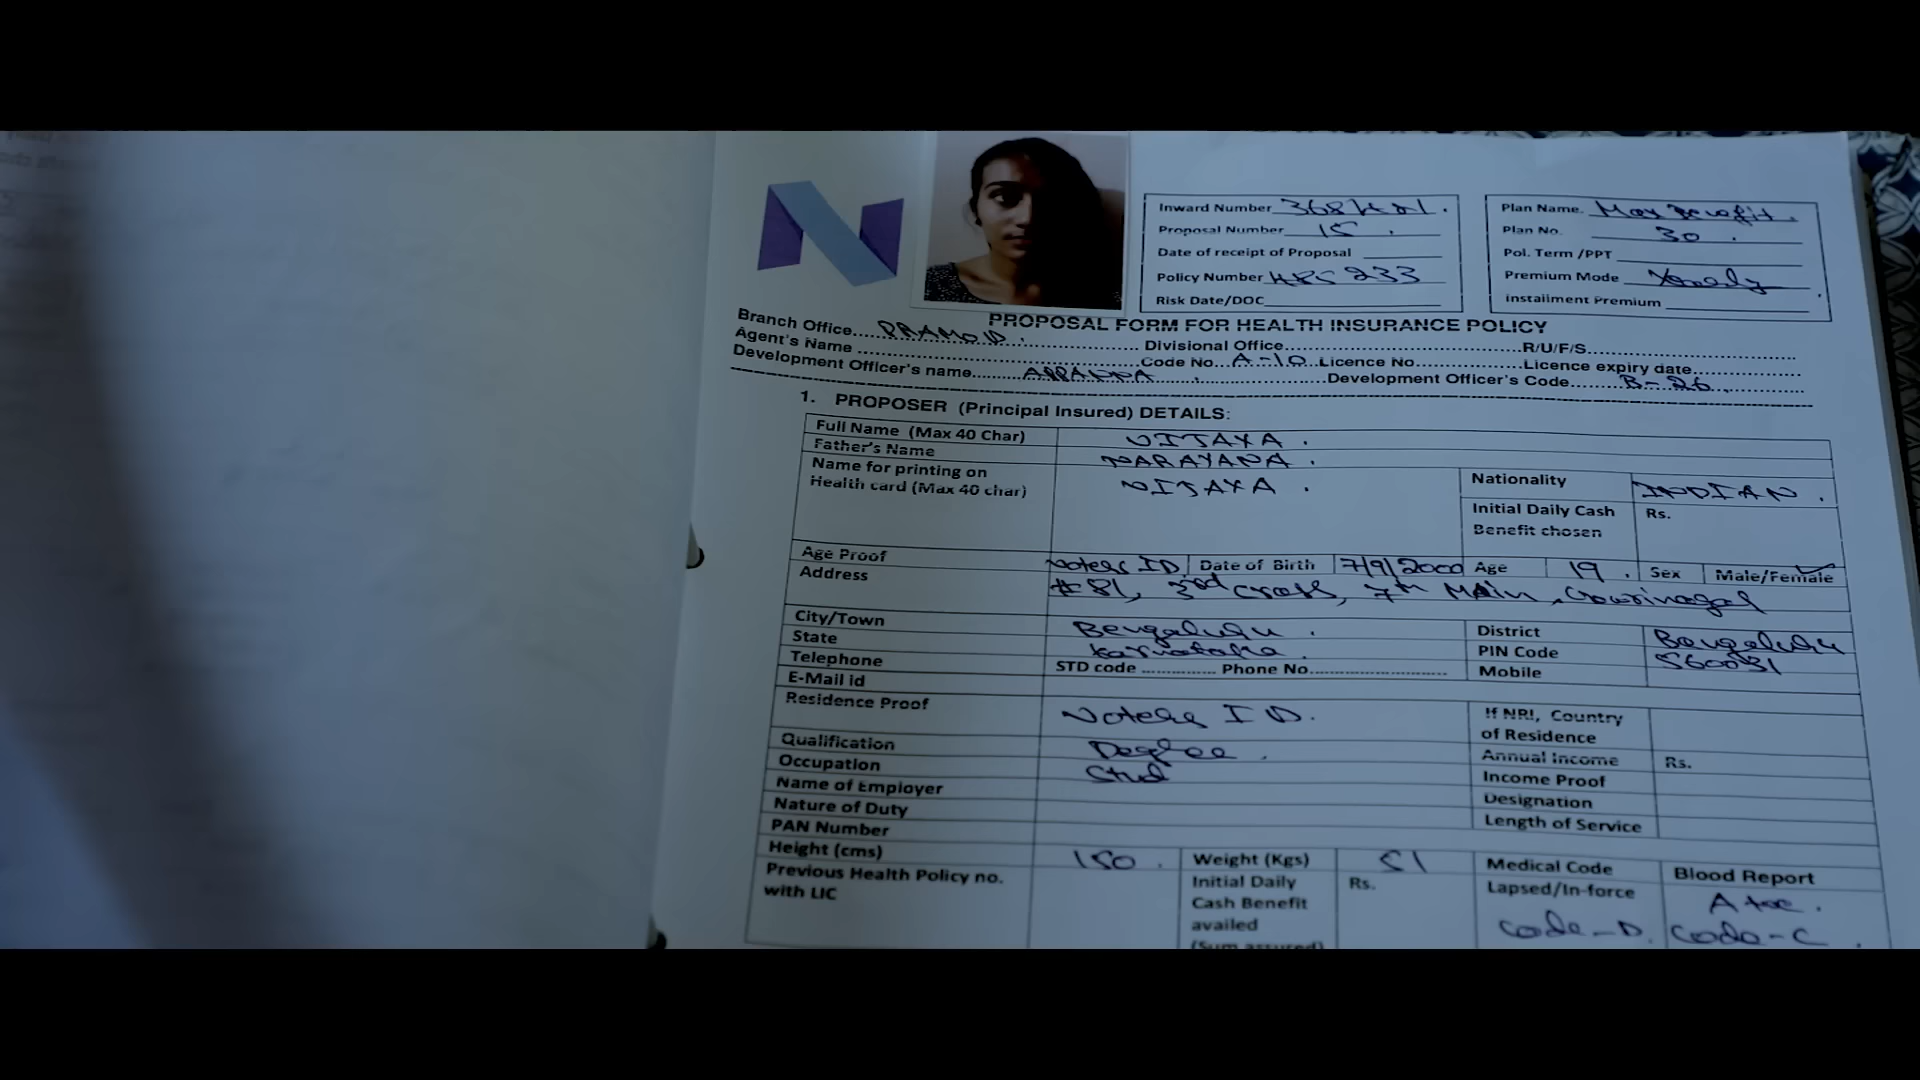 Inward Number
Proposal Number 15.
Date of receipt of Proposal
Policy Number 233
Risk Date/DOC
Plan Name. Max Benefit.
Plan No. 30.
Pol. Term /PPT
Premium Mode
Installment Premium
PROPOSAL FORM FOR HEALTH INSURANCE POLICY
Branch Office PRAMOD. Divisional Office R/U/F/S
Agent's Name Code No. A-10 Licence No. Licence expiry date
Development Officer's name APPANNA. Development Officer's Code B-26
1. PROPOSER (Principal Insured) DETAILS:
Full Name (Max 40 Char) VIJAYA.
Father's Name NARAYANA.
Name for printing on
Health card (Max 40 char) VIJAYA.
Nationality INDIAN.
Initial Daily Cash
Benefit chosen Rs.
Age Proof Voters ID Date of Birth 7/9/2000 Age 19. Sex Male/Female
Address #81, 3rd cross, 7th Main, Gowrinagar
City/Town Bengaluru. District Bengaluru
State Karnataka. PIN Code 560031
Telephone STD code Phone No. Mobile
E-Mail id
Residence Proof Voters ID. If NRI, Country
of Residence
Qualification Degree. Annual Income Rs.
Occupation Stud Income Proof
Name of Employer Designation
Nature of Duty Length of Service
PAN Number
Height (cms) 150. Weight (Kgs) 51 Medical Code Blood Report
Previous Health Policy no.
with LIC
Initial Daily
Cash Benefit
availed
(Sum assured)
Rs.
Lapsed/In-force
Code-D.
A +ve.
Code-C.